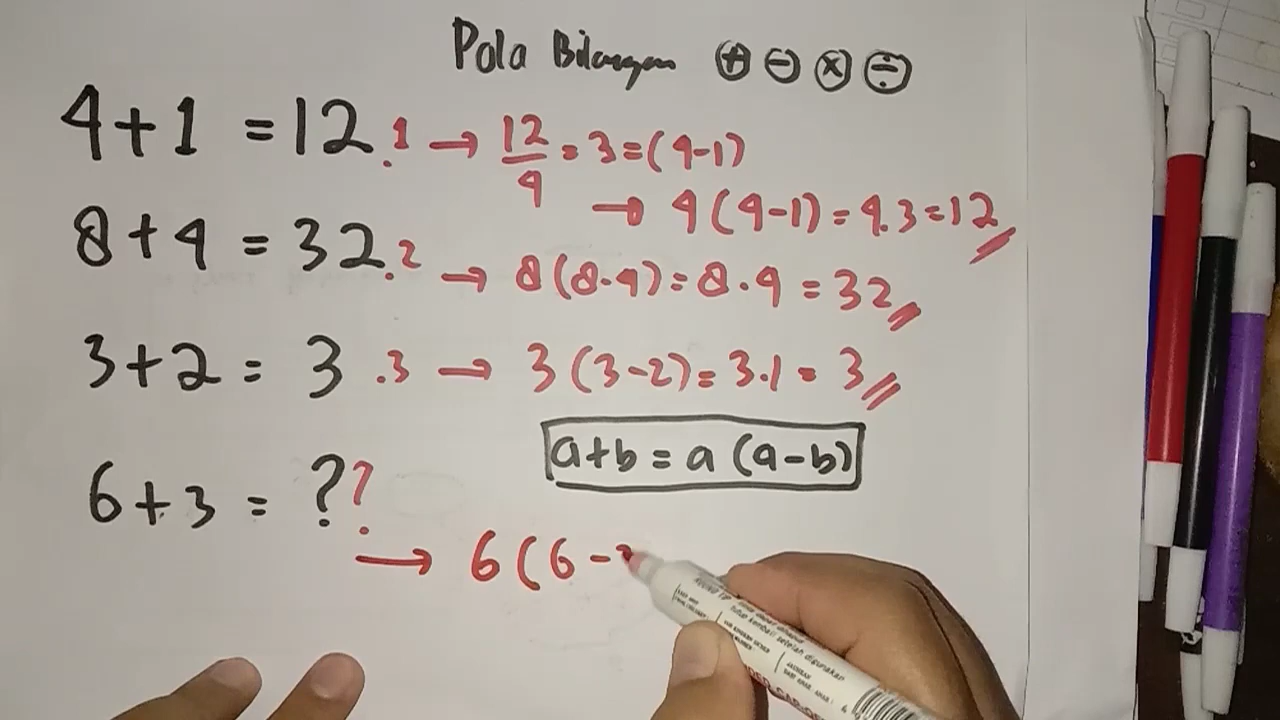 Pola Bilangan + - × ÷
4+1 = 12 .1 → 12/4 = 3 = (4-1)
→ 4(4-1) = 4.3 = 12
8+4 = 32 .2 → 8(8-4) = 8.4 = 32
3+2 = 3 .3 → 3(3-2) = 3.1 = 3
a+b = a(a-b)
6+3 = ? ?
→ 6(6-